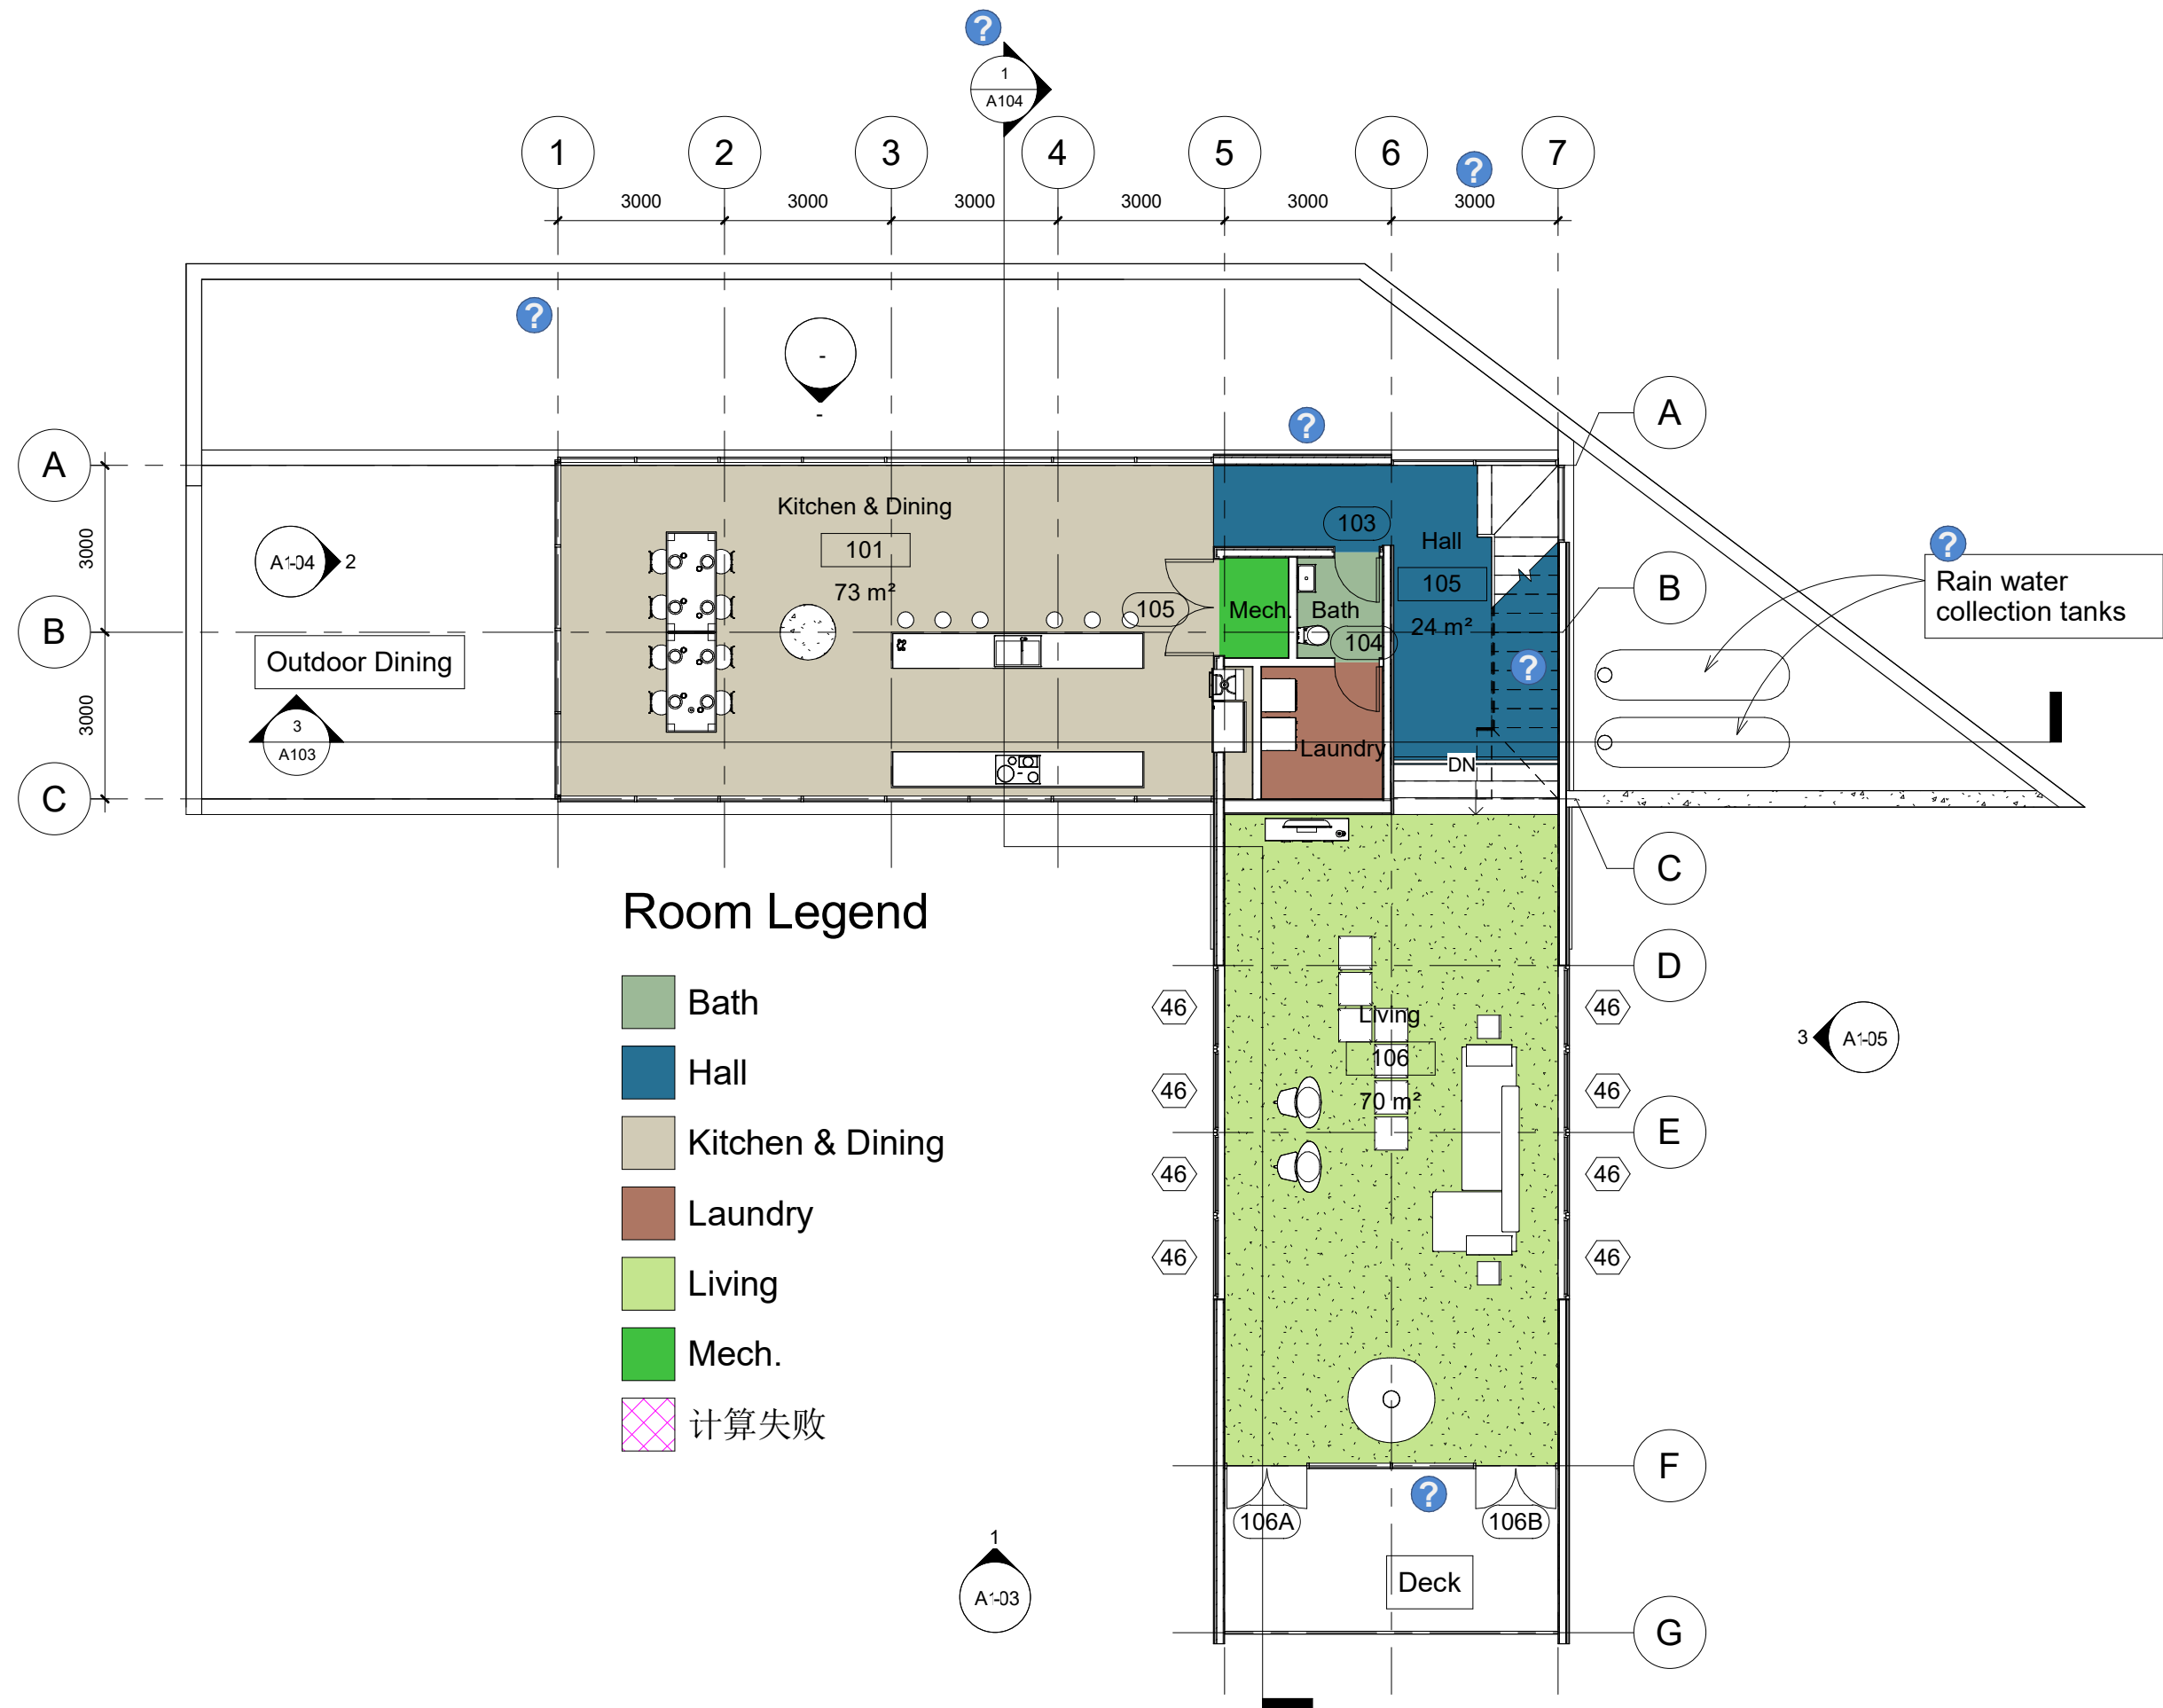 ?
1
A104
1 2 3 4 5 6 7
?
3000 3000 3000 3000 3000 3000
?
-
-
?
A
A
Kitchen & Dining
101
73 m²
103
Hall
105
24 m²
3000
A1-04 2
?
Rain water
collection tanks
B
B
105
Mech.
Bath
104
?
Outdoor Dining
3000
3
A103
Laundry
DN
C
C
Room Legend
Bath
Hall
Kitchen & Dining
Laundry
Living
Mech.
计算失败
D
46
46
Living
106
70 m²
3 A1-05
46
46
E
46
46
46
46
F
?
106A
106B
1
A1-03
Deck
G